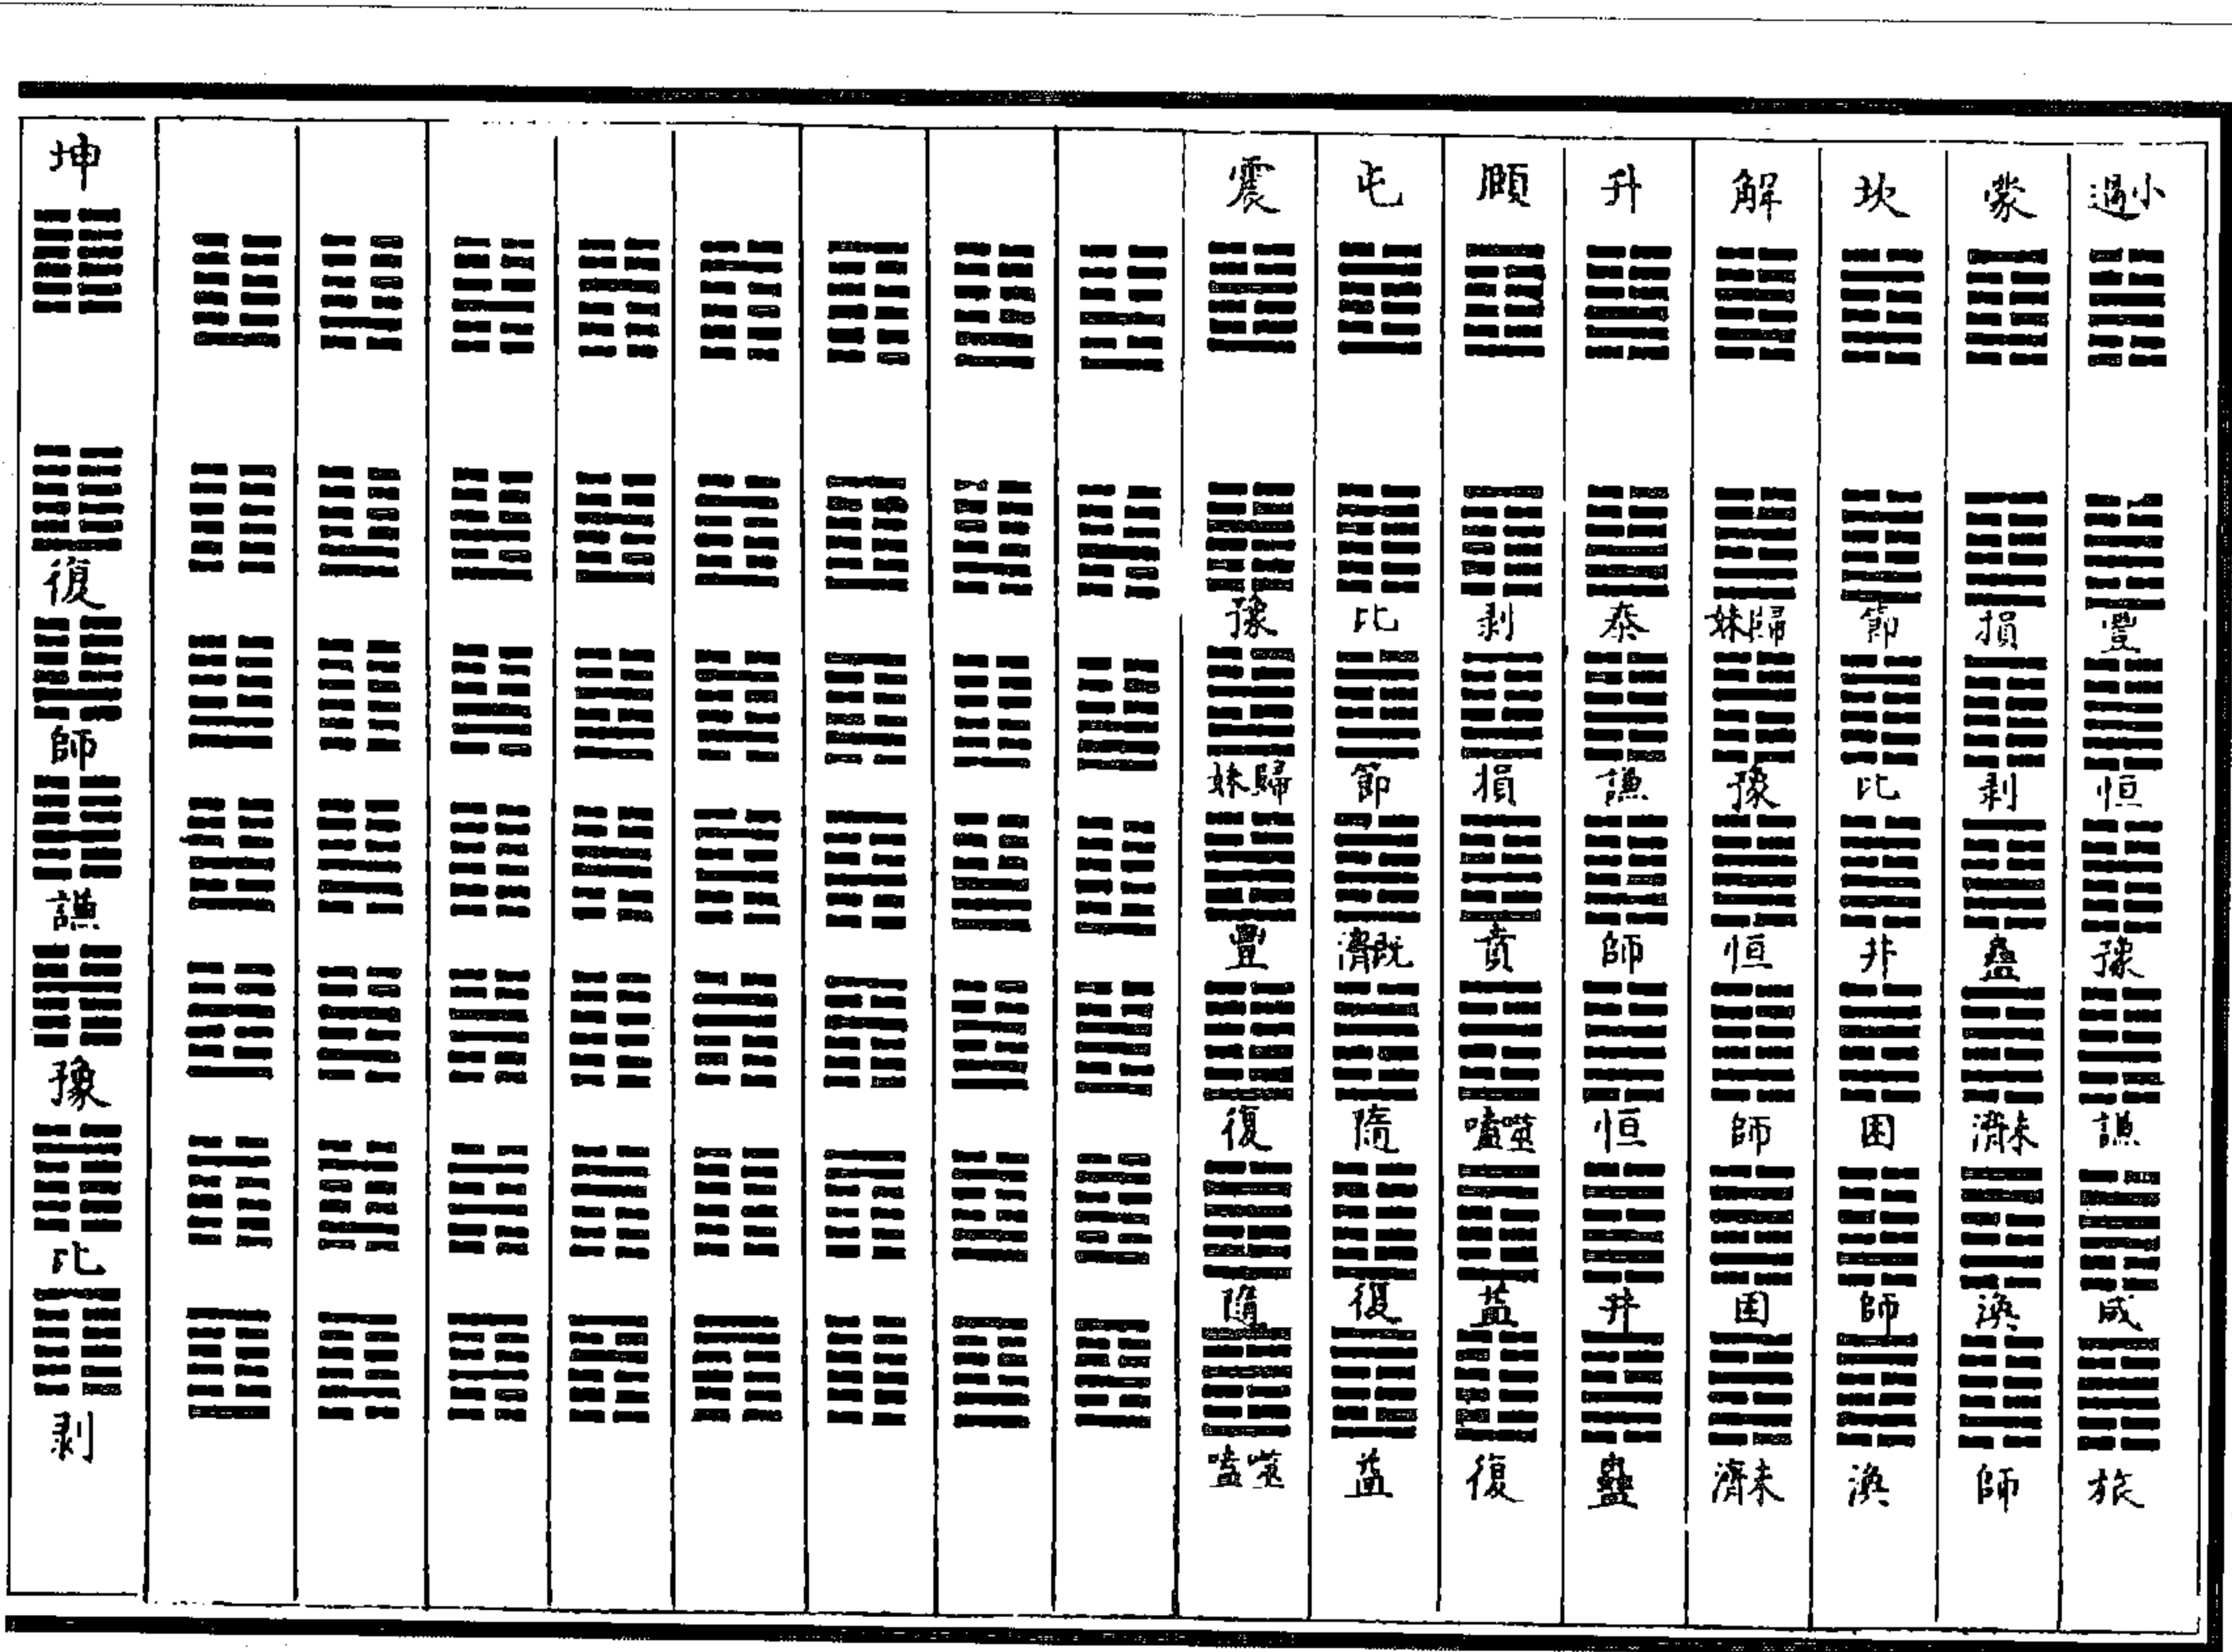 小過 豐 恒 豫 謙 咸 旅
蒙 損 剥 蠱 未濟 渙 師
坎 節 比 井 困 師 渙
解 歸妹 豫 恒 師 困 未濟
升 泰 謙 師 恒 井 蠱
頤 剥 損 賁 噬嗑 益 復
屯 比 節 既濟 隨 復 益
震 豫 歸妹 豐 復 隨 噬嗑
坤 復 師 謙 豫 比 剥